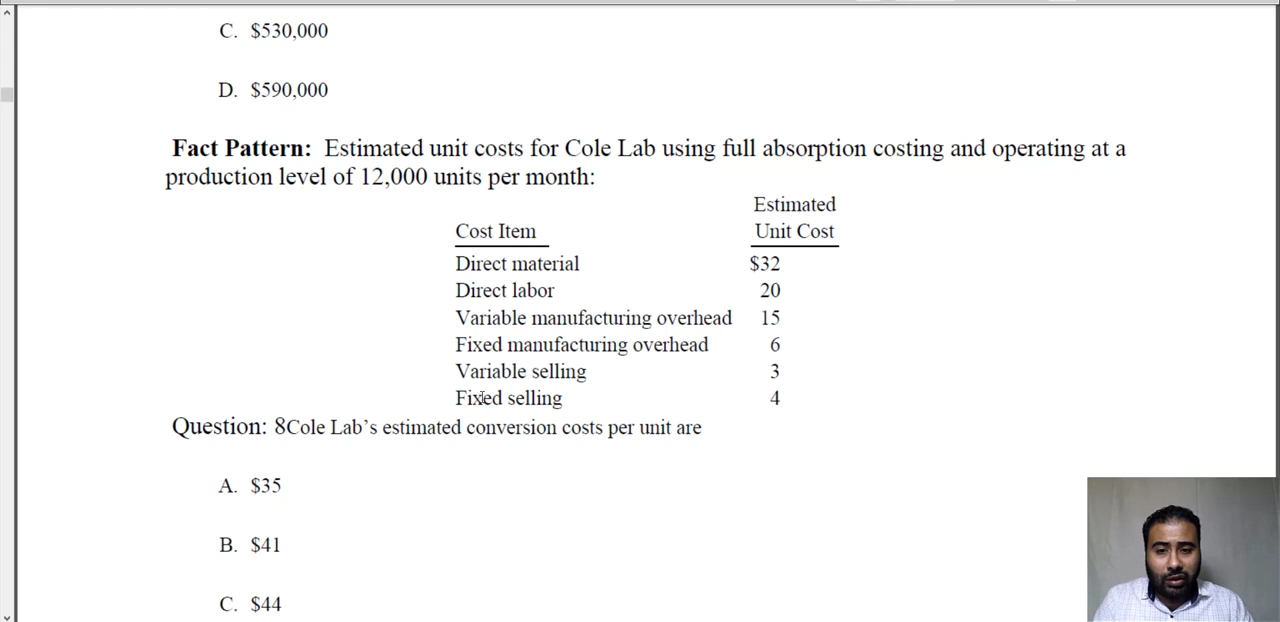 C. $530,000
D. $590,000
Fact Pattern: Estimated unit costs for Cole Lab using full absorption costing and operating at a
production level of 12,000 units per month:
Estimated
Cost Item Unit Cost
Direct material $32
Direct labor 20
Variable manufacturing overhead 15
Fixed manufacturing overhead 6
Variable selling 3
Fixed selling 4
Question: 8Cole Lab’s estimated conversion costs per unit are
A. $35
B. $41
C. $44